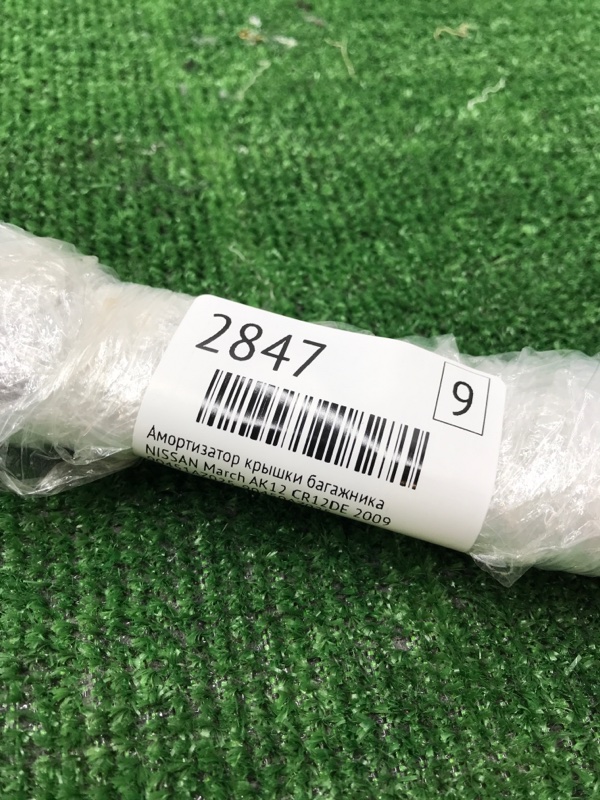 2847
9
Амортизатор крышки багажника
NISSAN March AK12 CR12DE 2009